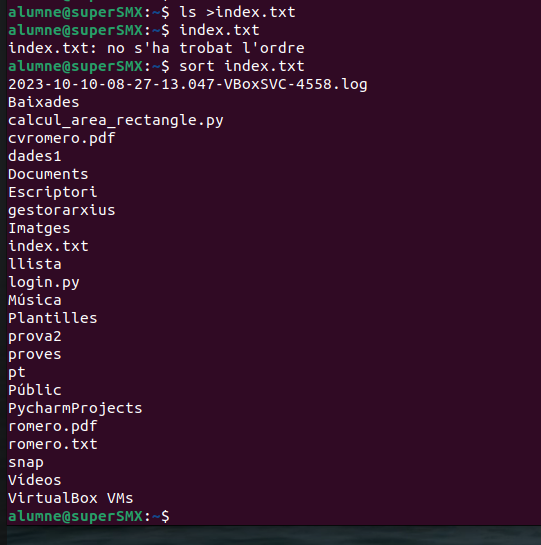 alumne@superSMX:~$ ls >index.txt
alumne@superSMX:~$ index.txt
index.txt: no s'ha trobat l'ordre
alumne@superSMX:~$ sort index.txt
2023-10-10-08-27-13.047-VBoxSVC-4558.log
Baixades
calcul_area_rectangle.py
cvromero.pdf
dades1
Documents
Escriptori
gestorarxius
Imatges
index.txt
llista
login.py
Música
Plantilles
prova2
proves
pt
Públic
PycharmProjects
romero.pdf
romero.txt
snap
Vídeos
VirtualBox VMs
alumne@superSMX:~$